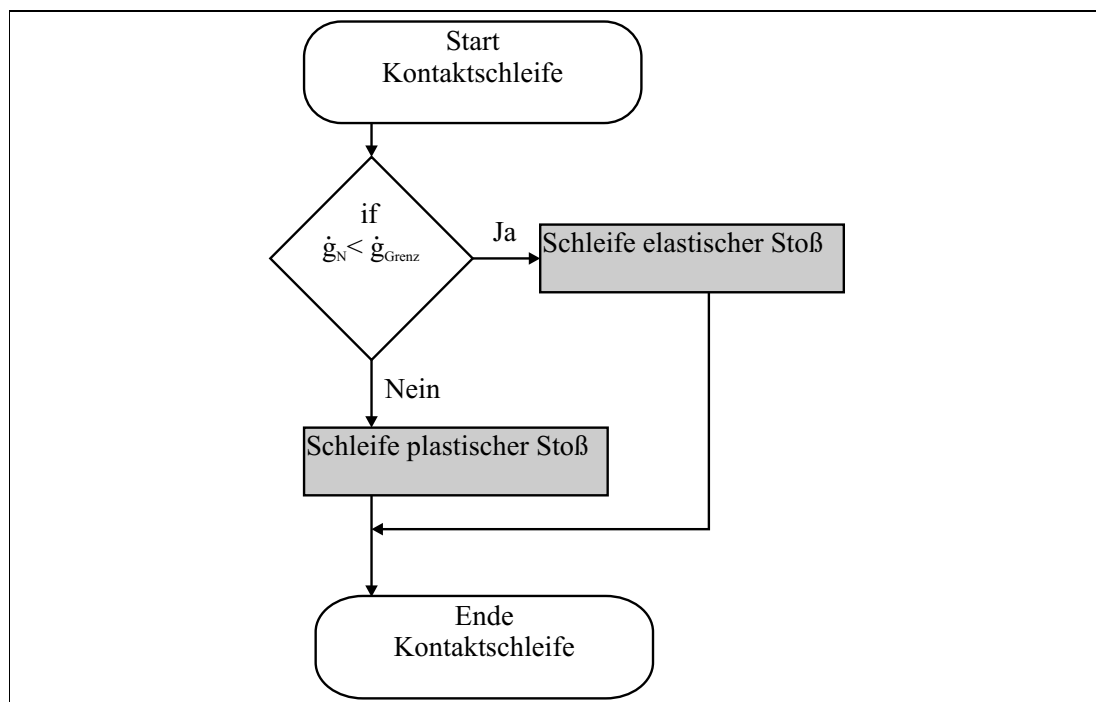 Start
Kontaktschleife
if
ġN< ġGrenz
Ja
Schleife elastischer Stoß
Nein
Schleife plastischer Stoß
Ende
Kontaktschleife